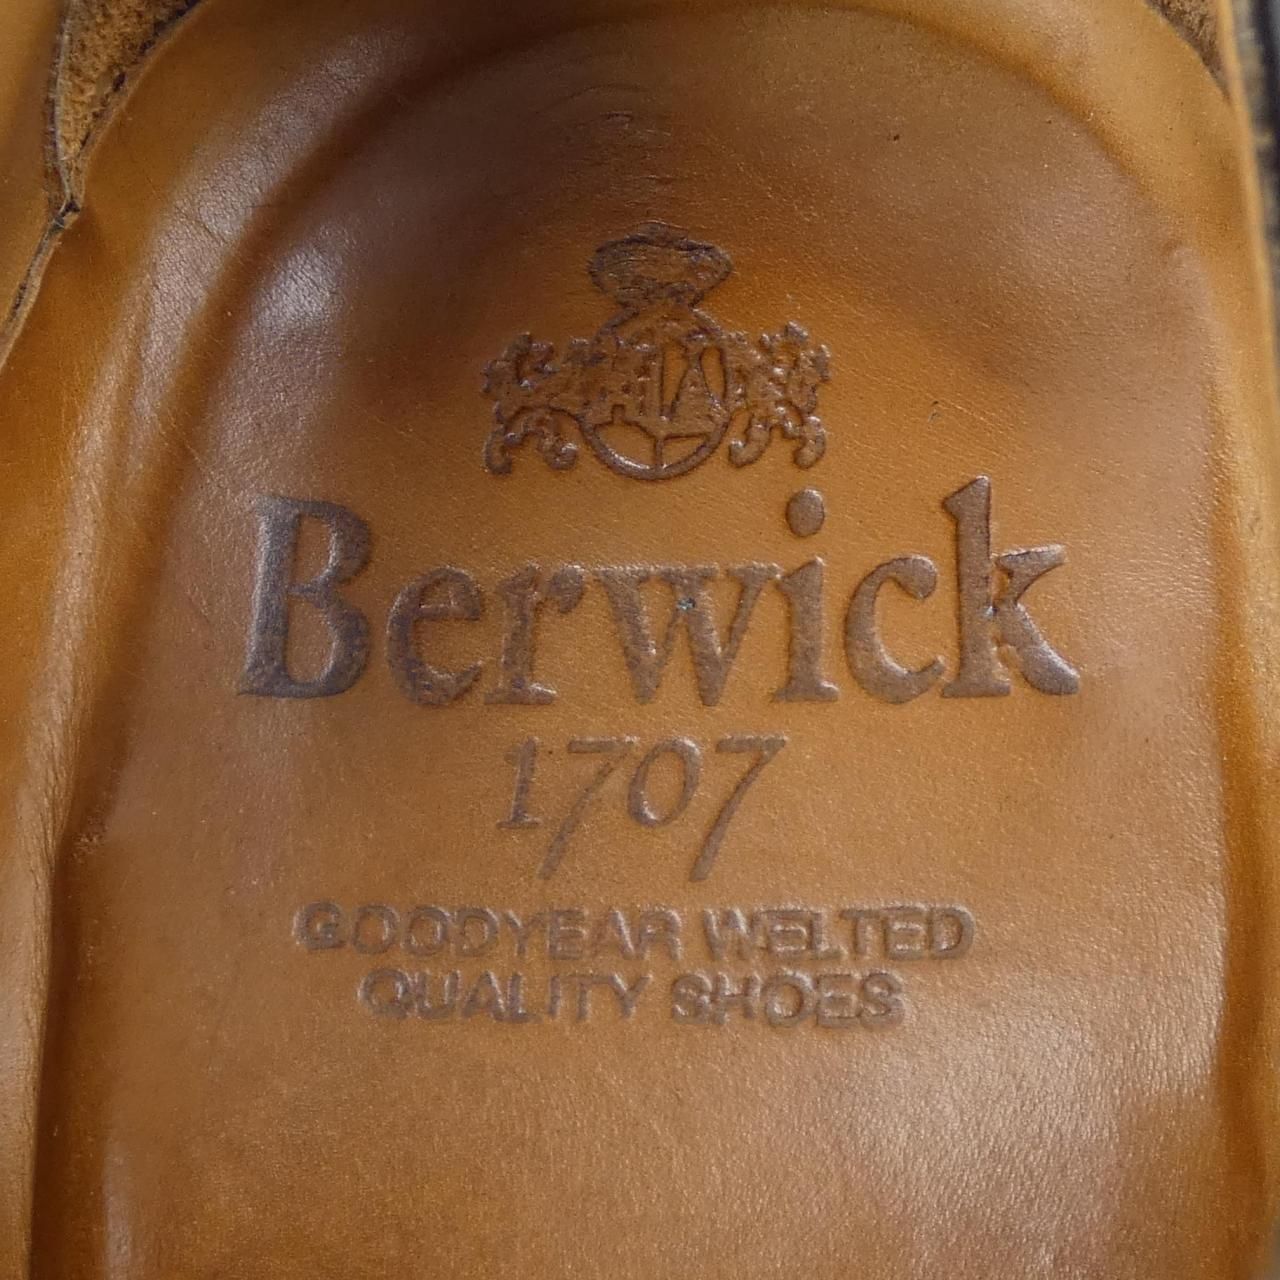 Berwick
1707
GOODYEAR WELTED
QUALITY SHOES